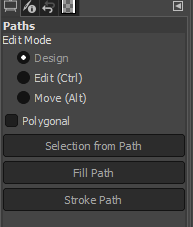 Paths
Edit Mode
Design
Edit (Ctrl)
Move (Alt)
Polygonal
Selection from Path
Fill Path
Stroke Path